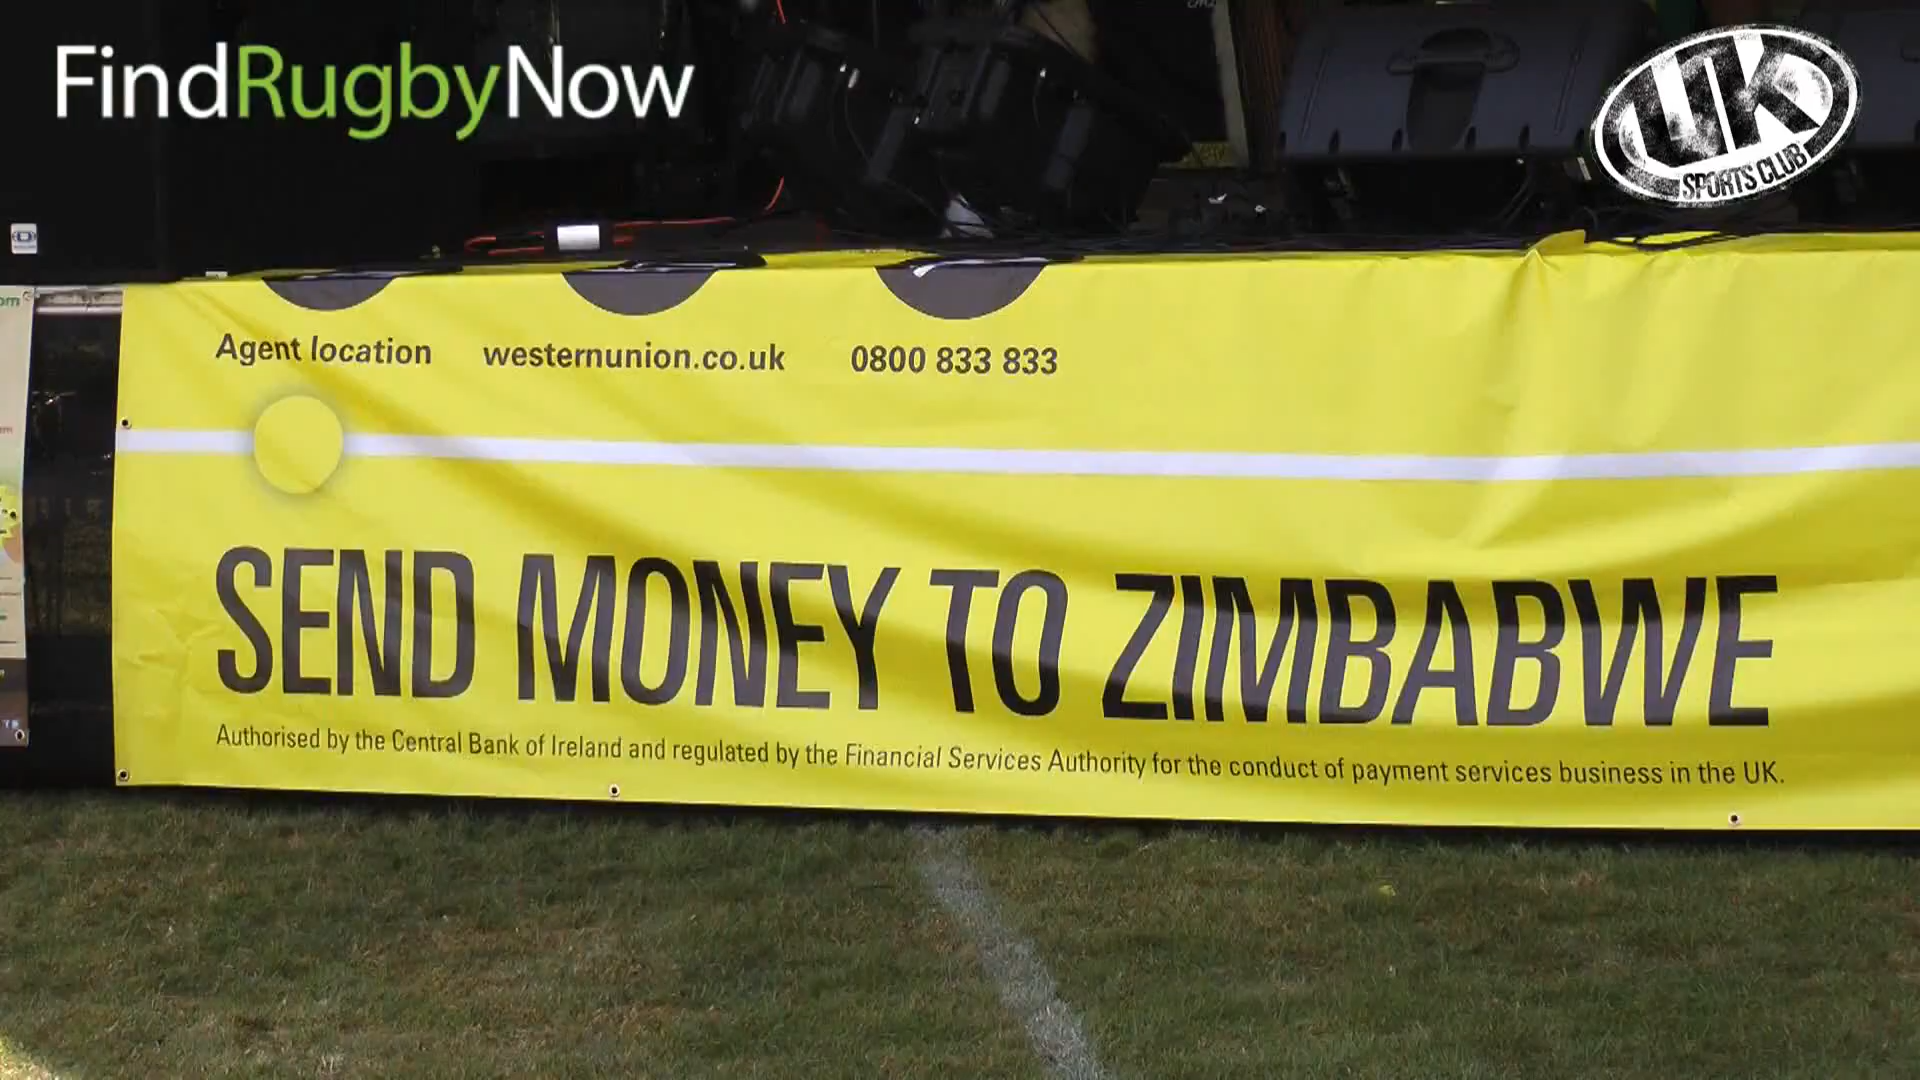 FindRugbyNow
UK
SPORTS CLUB
Agent location westernunion.co.uk 0800 833 833
SEND MONEY TO ZIMBABWE
Authorised by the Central Bank of Ireland and regulated by the Financial Services Authority for the conduct of payment services business in the UK.